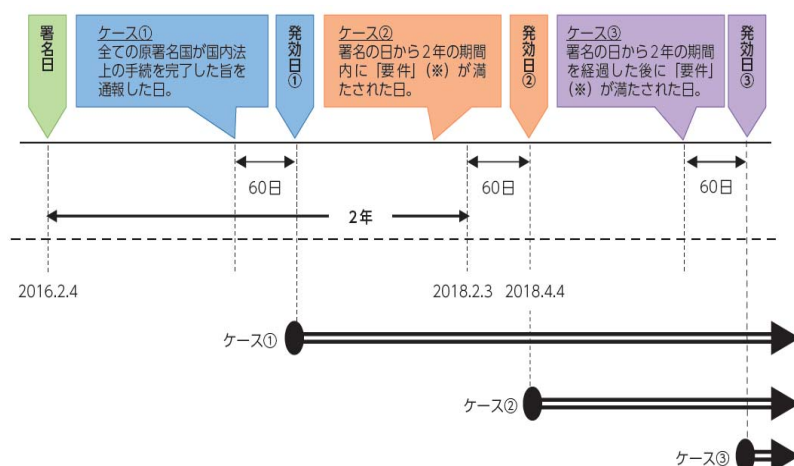 署名日
ケース①
全ての原署名国が国内法
上の手続を完了した旨を
通報した日。
発効日①
ケース②
署名の日から２年の期間
内に「要件」（※）が満
たされた日。
発効日②
ケース③
署名の日から２年の期間
を経過した後に「要件」
（※）が満たされた日。
発効日③
60日
60日
60日
2年
2016.2.4
2018.2.3
2018.4.4
ケース①
ケース②
ケース③